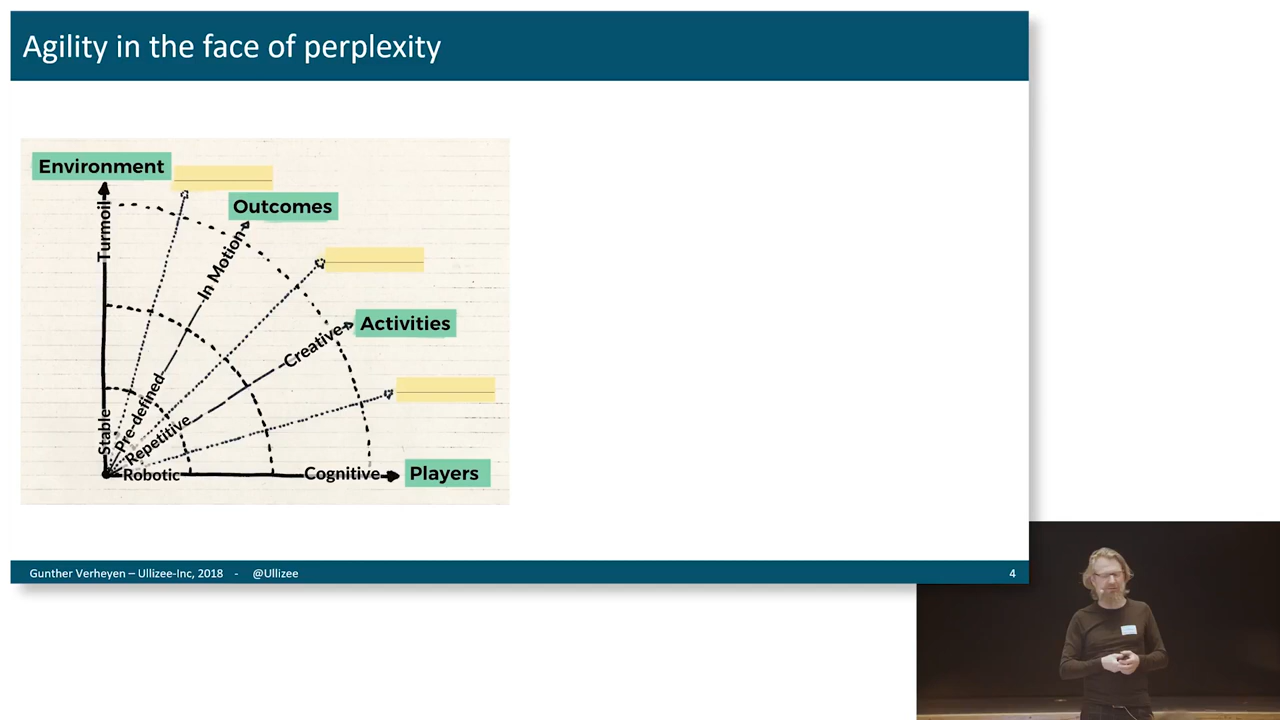 Agility in the face of perplexity
Environment
Outcomes
Turmoil
In Motion
Activities
Creative
Pre-defined
Stable
Repetitive
Robotic
Cognitive
Players
Gunther Verheyen – Ullizee-Inc, 2018 - @Ullizee
4